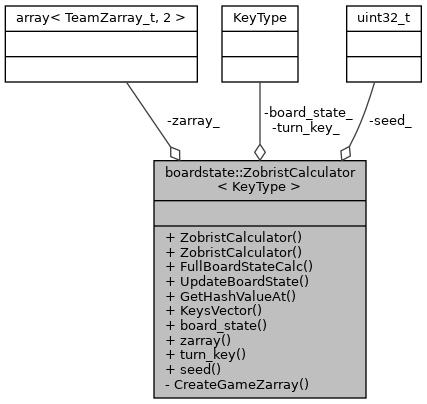 array< TeamZarray_t, 2 >
KeyType
uint32_t
-zarray_
-board_state_
-turn_key_
-seed_
boardstate::ZobristCalculator
< KeyType >
+ ZobristCalculator()
+ ZobristCalculator()
+ FullBoardStateCalc()
+ UpdateBoardState()
+ GetHashValueAt()
+ KeysVector()
+ board_state()
+ zarray()
+ turn_key()
+ seed()
- CreateGameZarray()